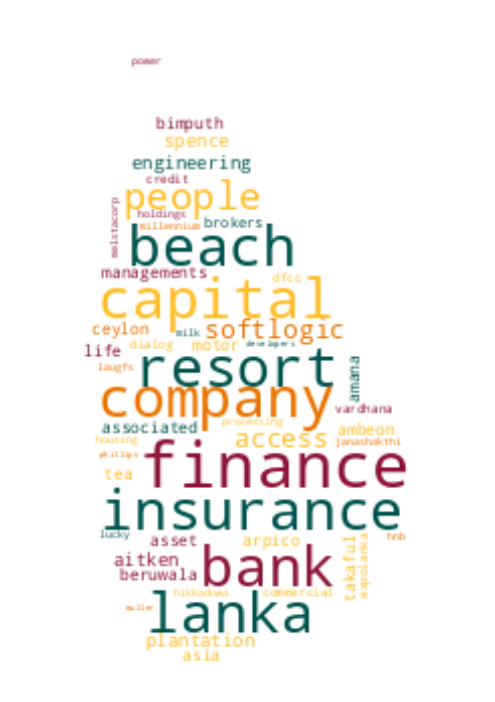 power
bimputh
spence
engineering
credit
people
melstacorp
holdings
millennium brokers
beach
managements
dfcc
capital
ceylon milk softlogic
life dialog motor developers
laugfs resort amana
company
vardhana
associated processing
housing access ambeon
janashakthi
phillips finance
tea
insurance
lucky asset arpico takaful expolanka hnb
aitken bank
beruwala
hikkaduwa commercial
muller lanka
plantation
asia